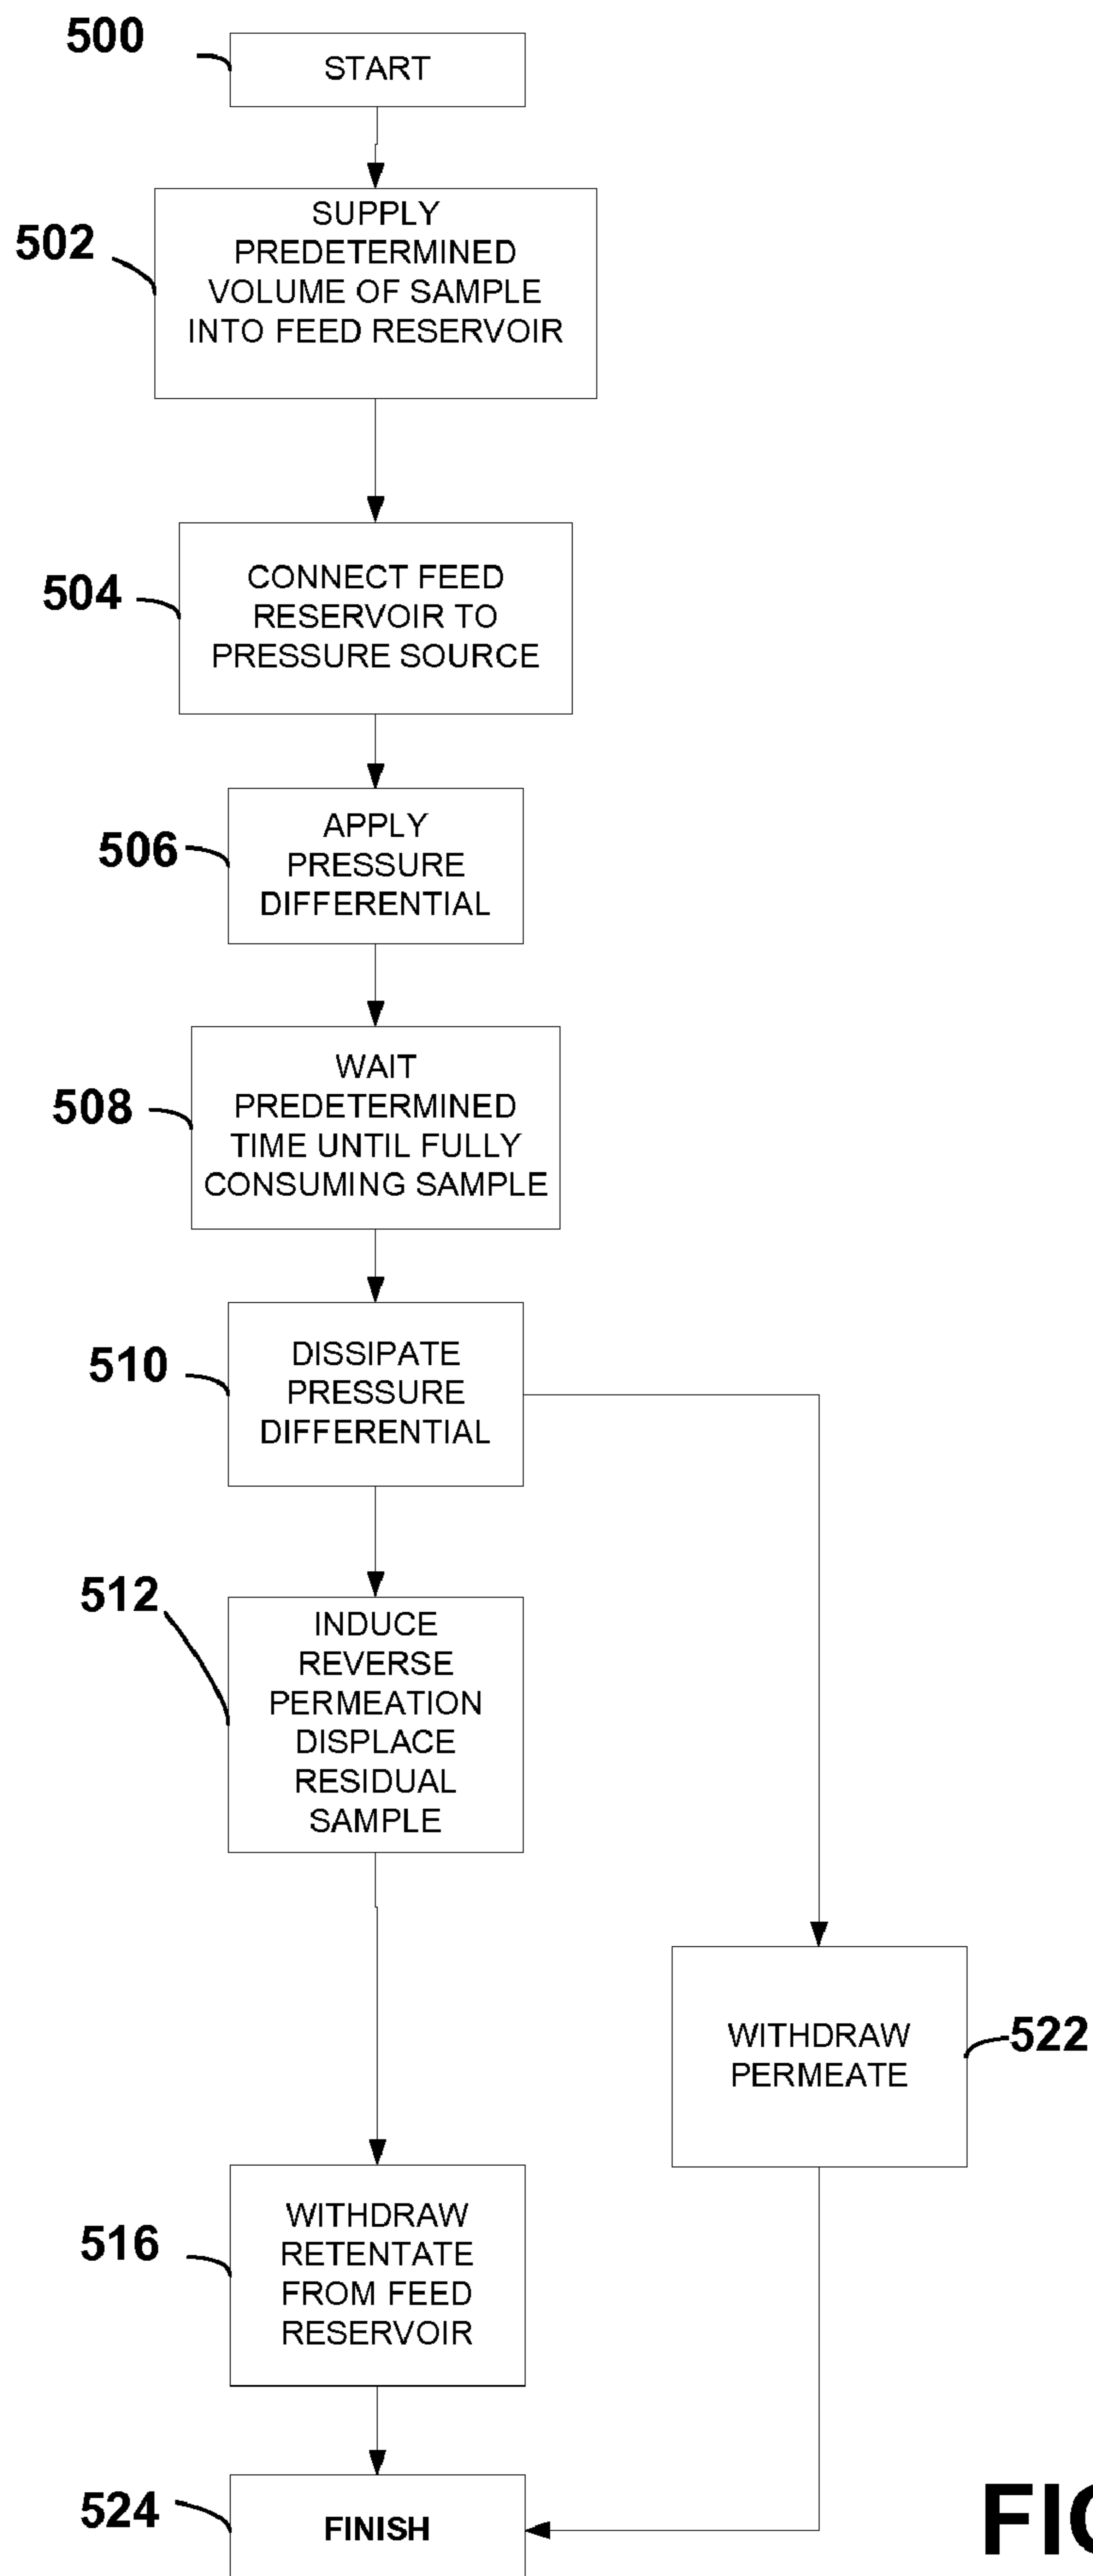 500
START
502
SUPPLY
PREDETERMINED
VOLUME OF SAMPLE
INTO FEED RESERVOIR
504
CONNECT FEED
RESERVOIR TO
PRESSURE SOURCE
506
APPLY
PRESSURE
DIFFERENTIAL
508
WAIT
PREDETERMINED
TIME UNTIL FULLY
CONSUMING SAMPLE
510
DISSIPATE
PRESSURE
DIFFERENTIAL
512
INDUCE
REVERSE
PERMEATION
DISPLACE
RESIDUAL
SAMPLE
WITHDRAW
PERMEATE
522
516
WITHDRAW
RETENTATE
FROM FEED
RESERVOIR
524
FINISH